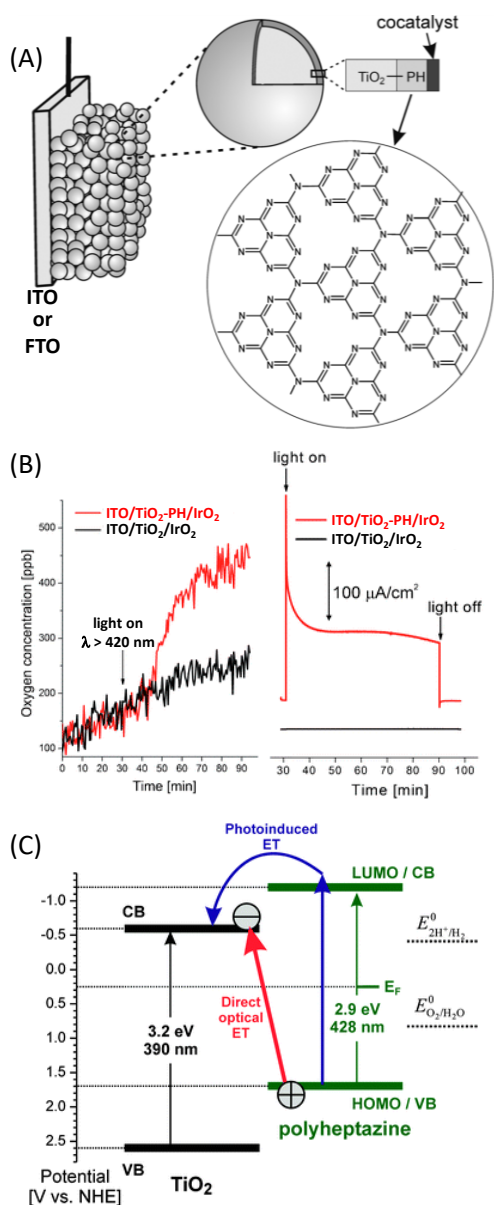 (A)
cocatalyst
TiO2 — PH
ITO
or
FTO
N N N N N N N N N N N N N N N N N N N N N N N N N N N N N N N N N N N N N N N N N N N N N N N N N N N N N N N
(B)
light on
ITO/TiO2-PH/IrO2
ITO/TiO2/IrO2
ITO/TiO2-PH/IrO2
ITO/TiO2/IrO2
Oxygen concentration [ppb]
500
400
300
200
100
light on
λ > 420 nm
100 µA/cm2
light off
0 10 20 30 40 50 60 70 80 90
30 40 50 60 70 80 90 100
Time [min]
Time [min]
(C)
Photoinduced
ET
LUMO / CB
-1.0
-0.5
0.0
0.5
1.0
1.5
2.0
2.5
CB
E0 2H+/H2
EF
Direct
optical
ET
3.2 eV
390 nm
2.9 eV
428 nm
E0 O2/H2O
HOMO / VB
polyheptazine
VB
Potential
[V vs. NHE]
TiO2